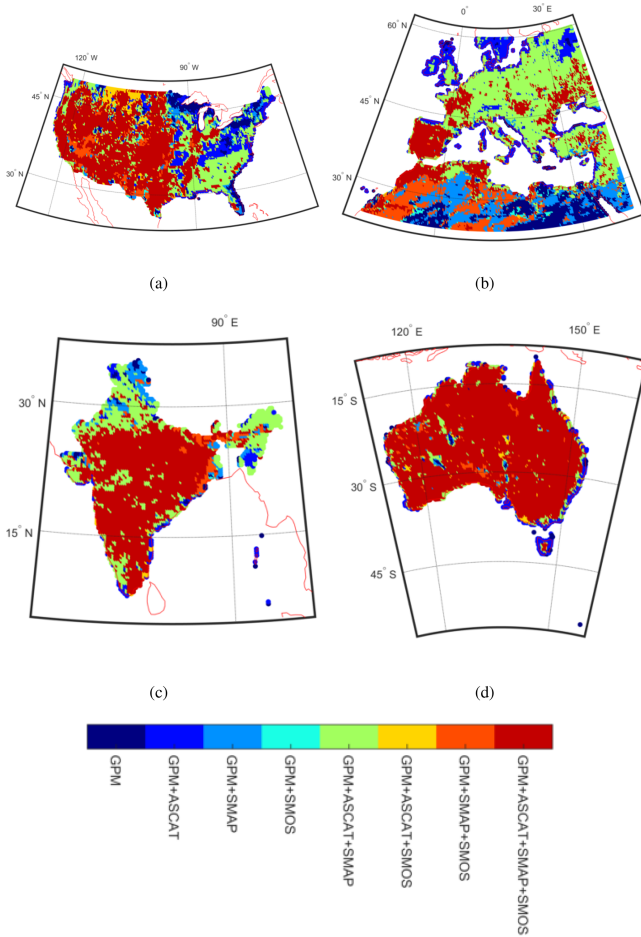 120° W
90° W
45° N
30° N
(a)
0°
30° E
60° N
45° N
30° N
(b)
90° E
30° N
15° N
(c)
120° E
150° E
15° S
30° S
45° S
(d)
GPM
GPM+ASCAT
GPM+SMAP
GPM+SMOS
GPM+ASCAT+SMAP
GPM+ASCAT+SMOS
GPM+SMAP+SMOS
GPM+ASCAT+SMAP+SMOS